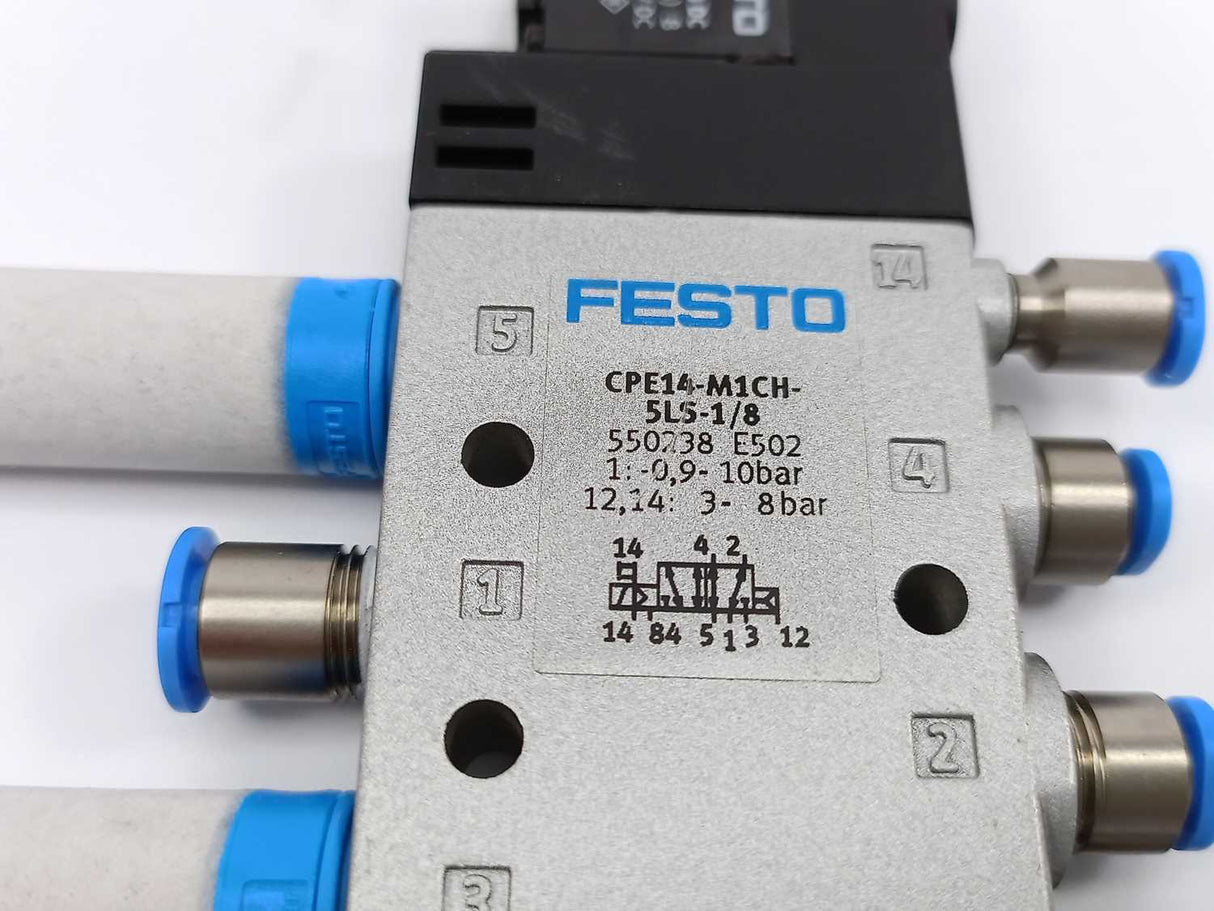 FESTO
CPE14-M1CH-
5LS-1/8
550238 E502
1:-0,9- 10bar
12,14: 3- 8bar
14 4 2
14 84 5 1 3 12
5
14
4
1
2
3